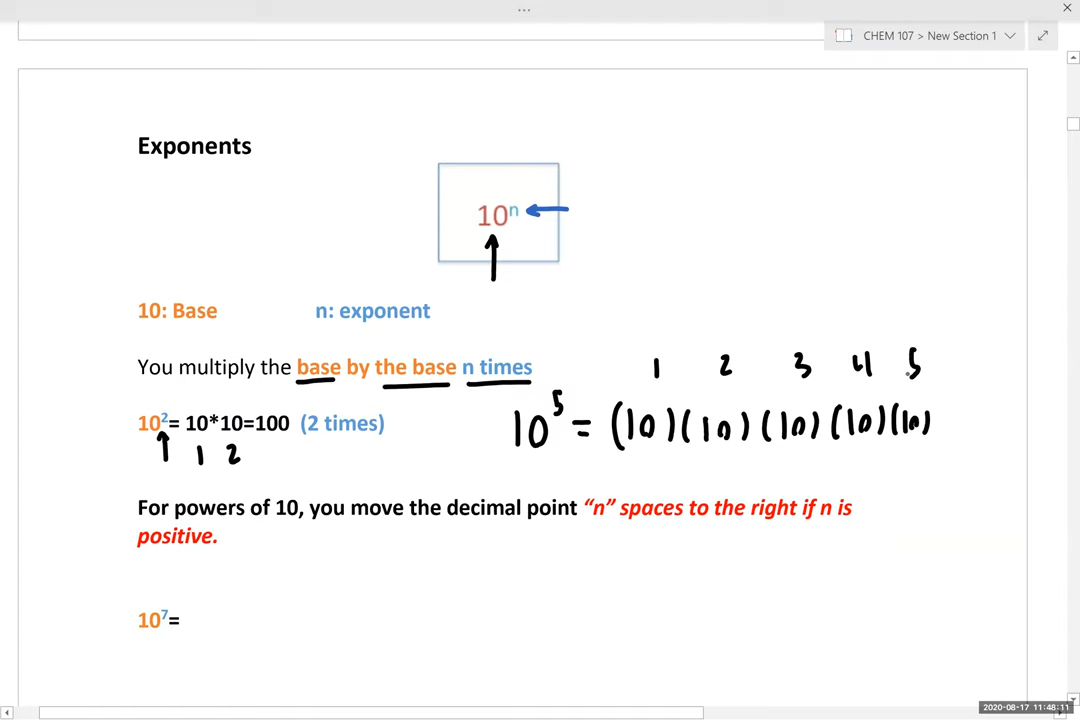 ...
CHEM 107 > New Section 1
Exponents
10ⁿ
10: Base n: exponent
You multiply the base by the base n times
1 2 3 4 5
10²= 10*10=100 (2 times)
10⁵ = (10)(10)(10)(10)(10)
1 2
For powers of 10, you move the decimal point “n” spaces to the right if n is
positive.
10⁷=
2020-08-17 11:48:11